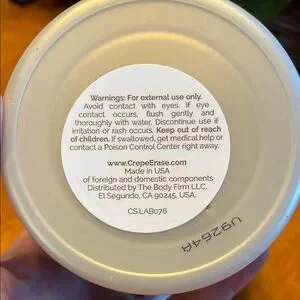 Warnings: For external use only.
Avoid contact with eyes. If eye
contact occurs, flush gently and
thoroughly with water. Discontinue use if
irritation or rash occurs. Keep out of reach
of children. If swallowed, get medical help or
contact a Poison Control Center right away.
www.CrepeErase.com
Made in USA
of foreign and domestic components
Distributed by The Body Firm LLC,
El Segundo, CA 90245, USA.
CS.LAB076
U9264A